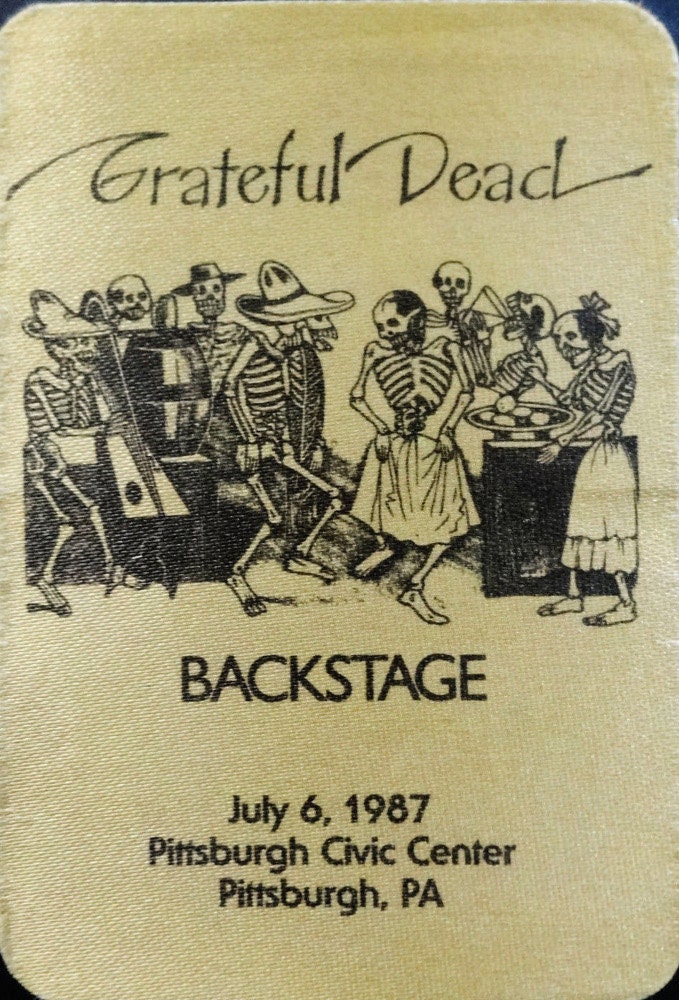 Grateful Dead
BACKSTAGE
July 6, 1987
Pittsburgh Civic Center
Pittsburgh, PA